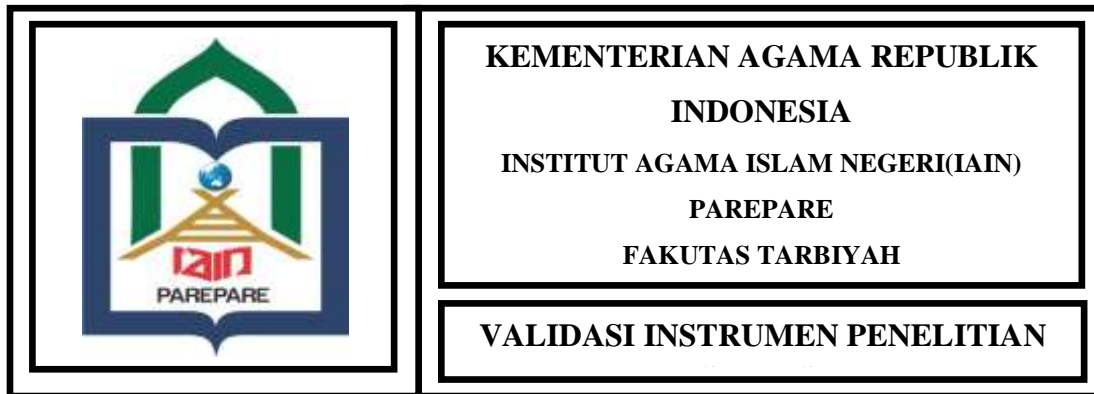 iain
PAREPARE
KEMENTERIAN AGAMA REPUBLIK
INDONESIA
INSTITUT AGAMA ISLAM NEGERI(IAIN)
PAREPARE
FAKUTAS TARBIYAH
VALIDASI INSTRUMEN PENELITIAN